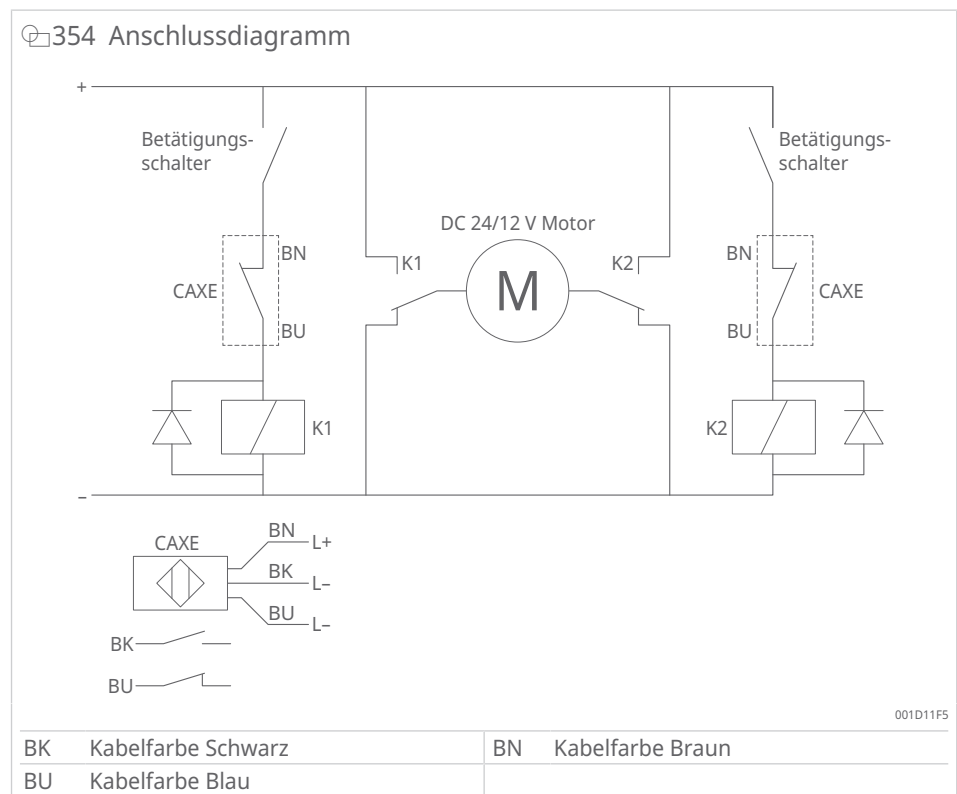 354 Anschlussdiagramm
+
Betätigungs-
schalter
Betätigungs-
schalter
DC 24/12 V Motor
BN
K1
K2
BN
CAXE
M
CAXE
BU
BU
K1
K2
–
CAXE
BN
L+
BK
L–
BU
L–
BK
BU
001D11F5
BK Kabelfarbe Schwarz
BN Kabelfarbe Braun
BU Kabelfarbe Blau